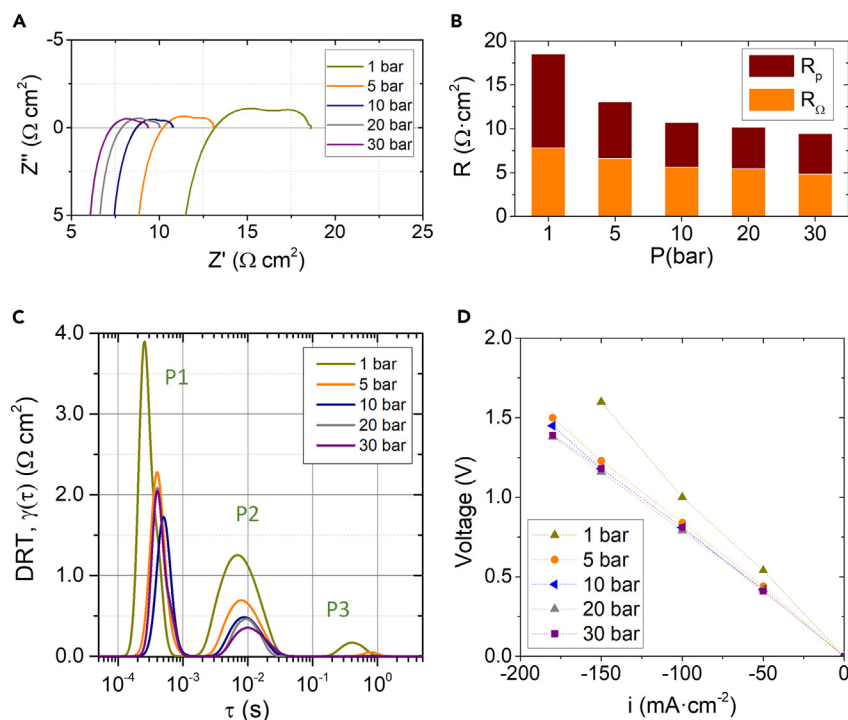 A
-5
0
5
5
10
15
20
25
Z'' (Ω cm²)
Z' (Ω cm²)
1 bar
5 bar
10 bar
20 bar
30 bar
B
20
15
10
5
0
1
5
10
20
30
R (Ω·cm²)
P(bar)
Rp
RΩ
C
4.0
3.0
2.0
1.0
0.0
10⁻⁴
10⁻³
10⁻²
10⁻¹
10⁰
DRT, γ(τ) (Ω cm²)
τ (s)
P1
P2
P3
1 bar
5 bar
10 bar
20 bar
30 bar
D
2.0
1.5
1.0
0.5
0.0
-200
-150
-100
-50
0
Voltage (V)
i (mA·cm⁻²)
1 bar
5 bar
10 bar
20 bar
30 bar